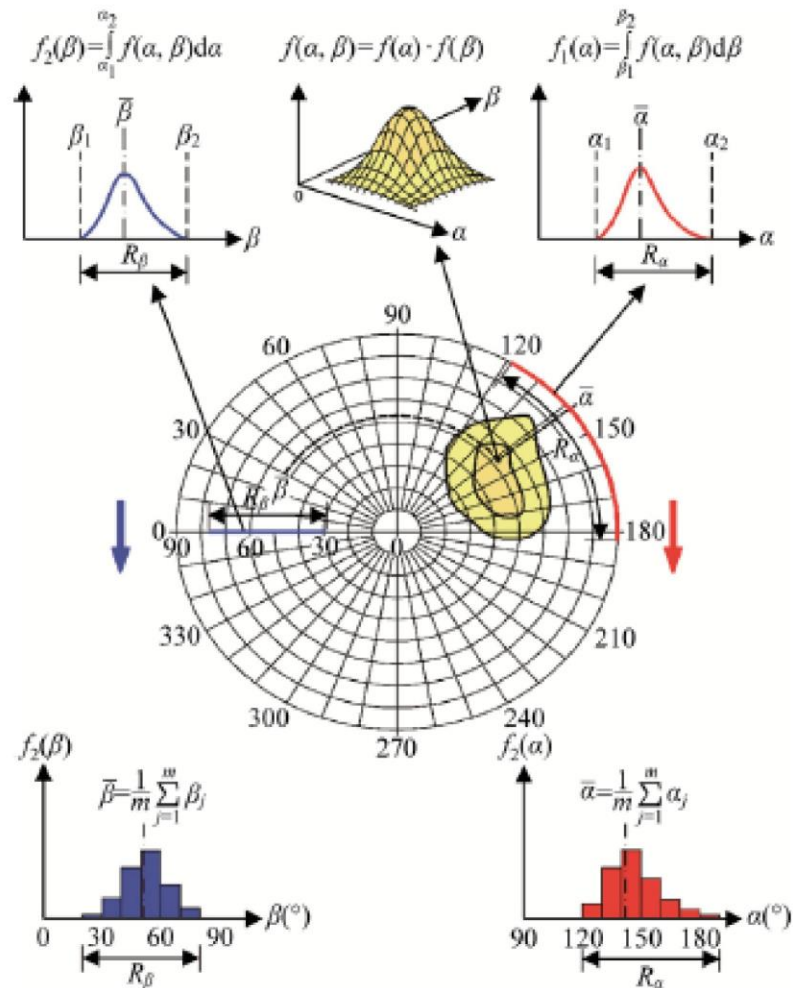 f₂(β)=∫α₁^α₂ f(α, β)dα
f(α, β)=f(α) · f(β)
f₁(α)=∫β₁^β₂ f(α, β)dβ
β₁ β̄ β₂
β
R_β
β
0
α
α₁ ᾱ α₂
α
R_α
90
60 120
ᾱ
30 150
R_α
R_β β̄
0 180
90 60 30 0
330 210
300 240
270
f₂(β)
β̄=1/m ∑_{j=1}^{m} β_j
β(°)
0 30 60 90
R_β
f₂(α)
ᾱ=1/m ∑_{j=1}^{m} α_j
α(°)
90 120 150 180
R_α